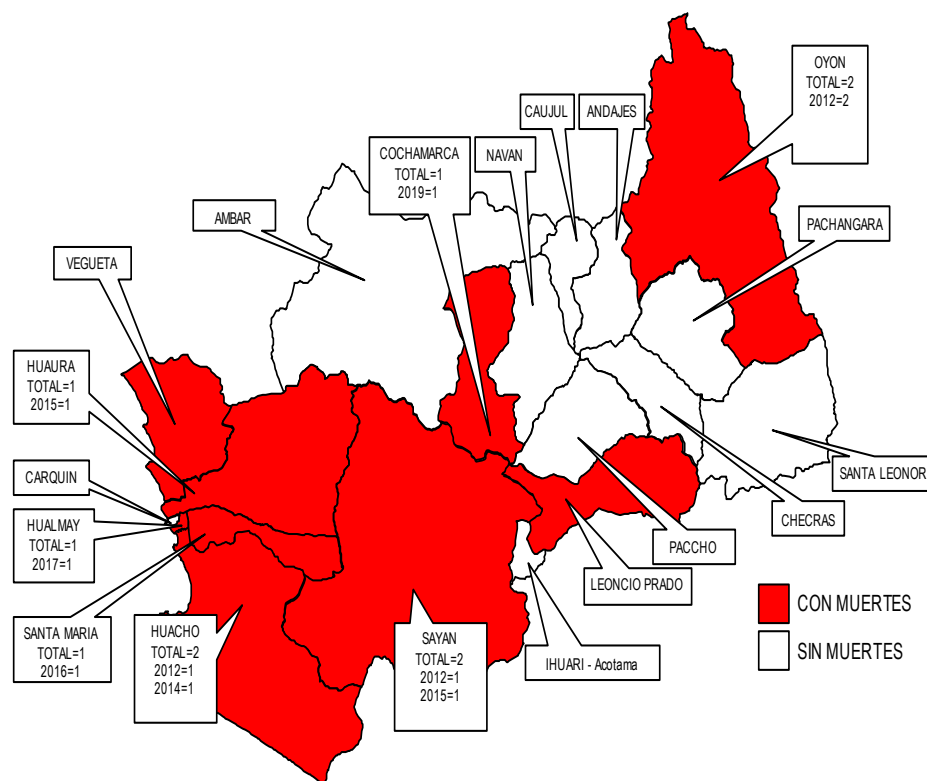 OYON
TOTAL=2
2012=2
CAUJUL
ANDAJES
COCHAMARCA
TOTAL=1
2019=1
NAVAN
AMBAR
PACHANGARA
VEGUETA
HUAURA
TOTAL=1
2015=1
CARQUIN
SANTA LEONOR
HUALMAY
TOTAL=1
2017=1
CHECRAS
PACCHO
LEONCIO PRADO
SANTA MARIA
TOTAL=1
2016=1
HUACHO
TOTAL=2
2012=1
2014=1
SAYAN
TOTAL=2
2012=1
2015=1
IHUARI - Acotama
CON MUERTES
SIN MUERTES